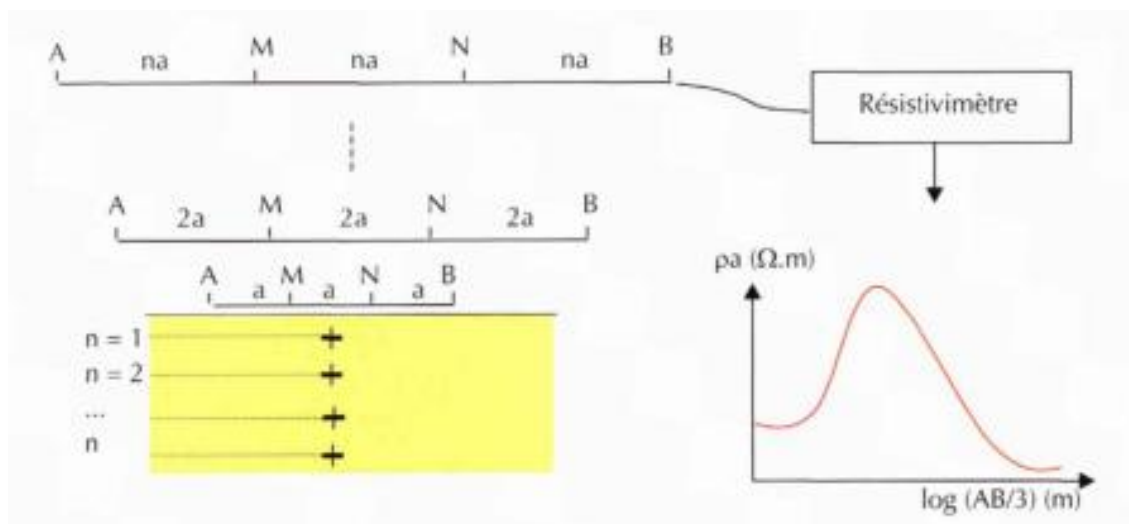 A na M na N na B
Résistivimètre
A 2a M 2a N 2a B
A a M a N a B
n = 1
n = 2
...
n
ρa (Ω.m)
log (AB/3) (m)